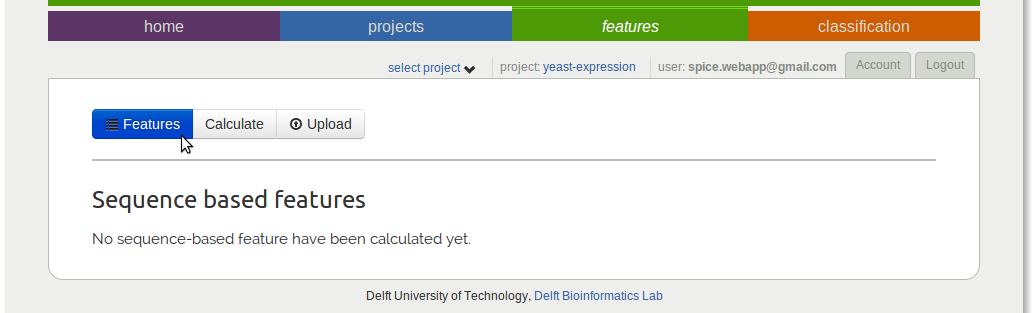 home projects features classification
select project project: yeast-expression user: spice.webapp@gmail.com Account Logout
Features Calculate Upload
Sequence based features
No sequence-based feature have been calculated yet.
Delft University of Technology, Delft Bioinformatics Lab